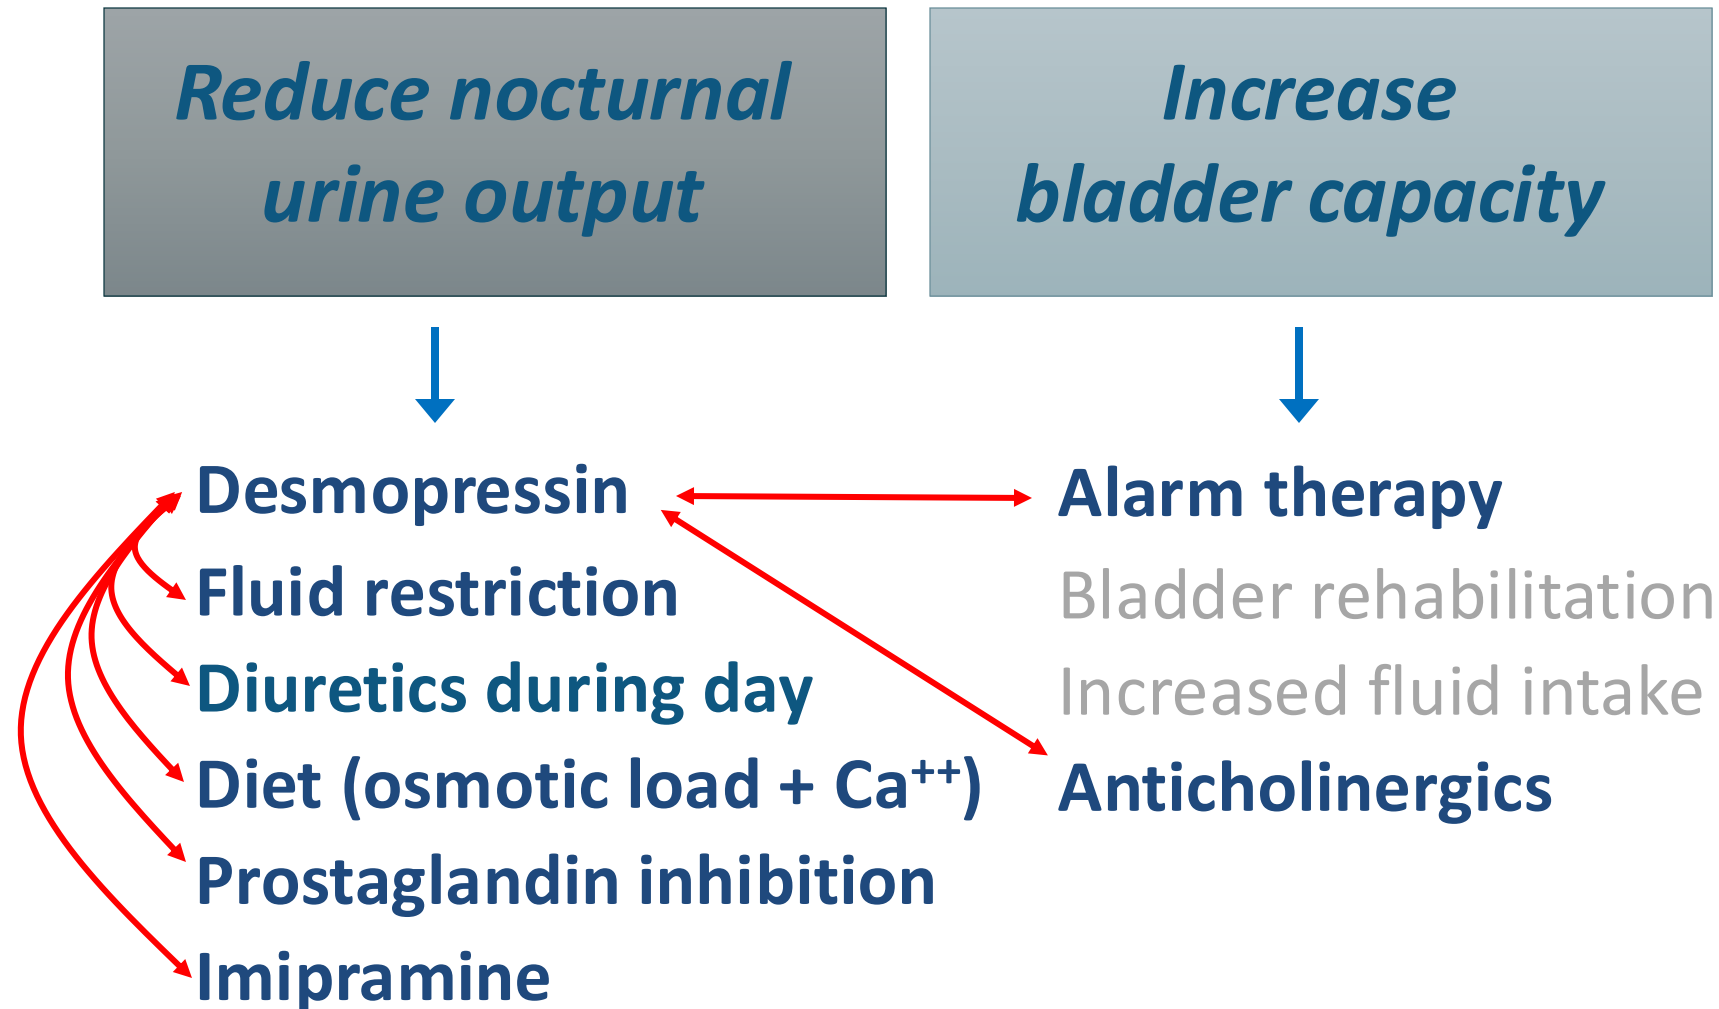 Reduce nocturnal
urine output
Increase
bladder capacity
Desmopressin
Fluid restriction
Diuretics during day
Diet (osmotic load + Ca⁺⁺)
Prostaglandin inhibition
Imipramine
Alarm therapy
Bladder rehabilitation
Increased fluid intake
Anticholinergics